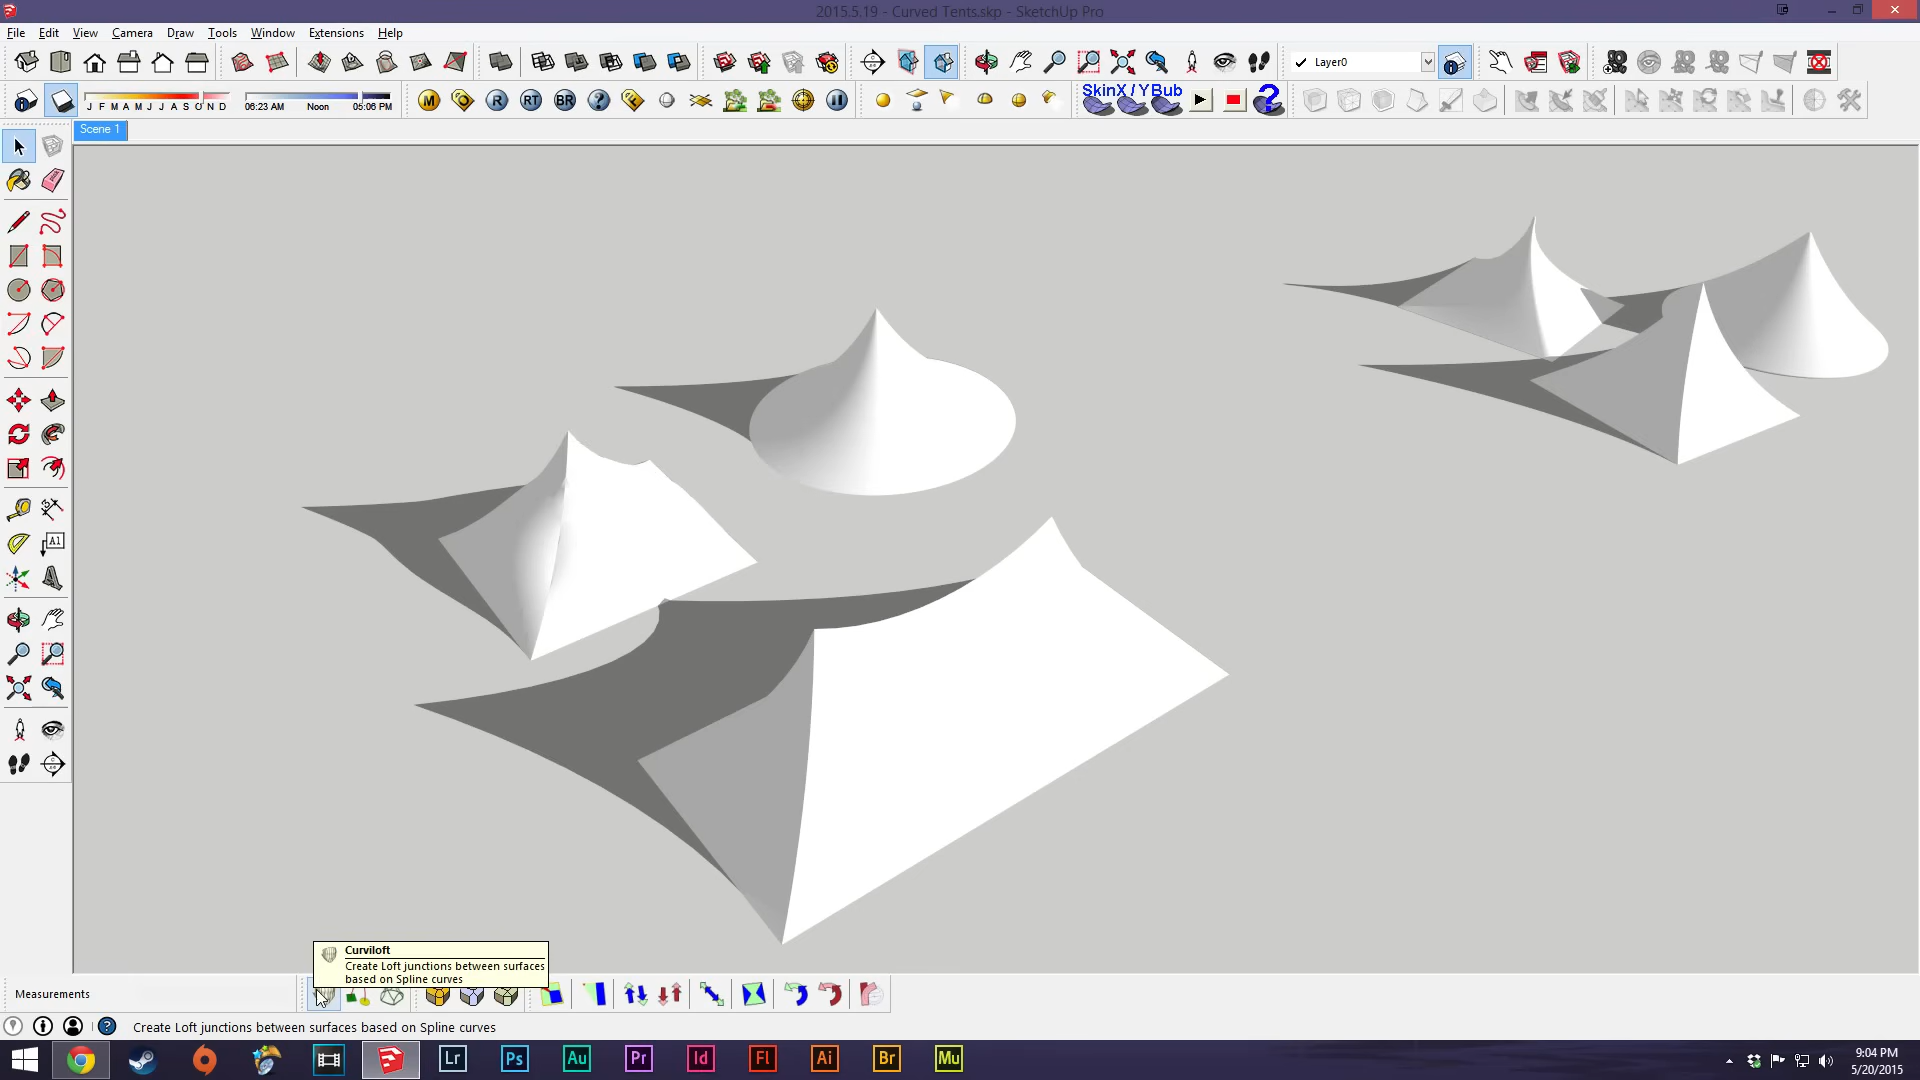 2015.5.19 - Curved Tents.skp - SketchUp Pro
File Edit View Camera Draw Tools Window Extensions Help
Layer0
J F M A M J J A S O N D
06:23 AM Noon 05:06 PM
M R RT BR ?
SkinX / YBub
Scene 1
A1
Curviloft
Create Loft junctions between surfaces
based on Spline curves
Measurements
Create Loft junctions between surfaces based on Spline curves
Lr Ps Au Pr Id Fl Ai Br Mu
9:04 PM
5/20/2015